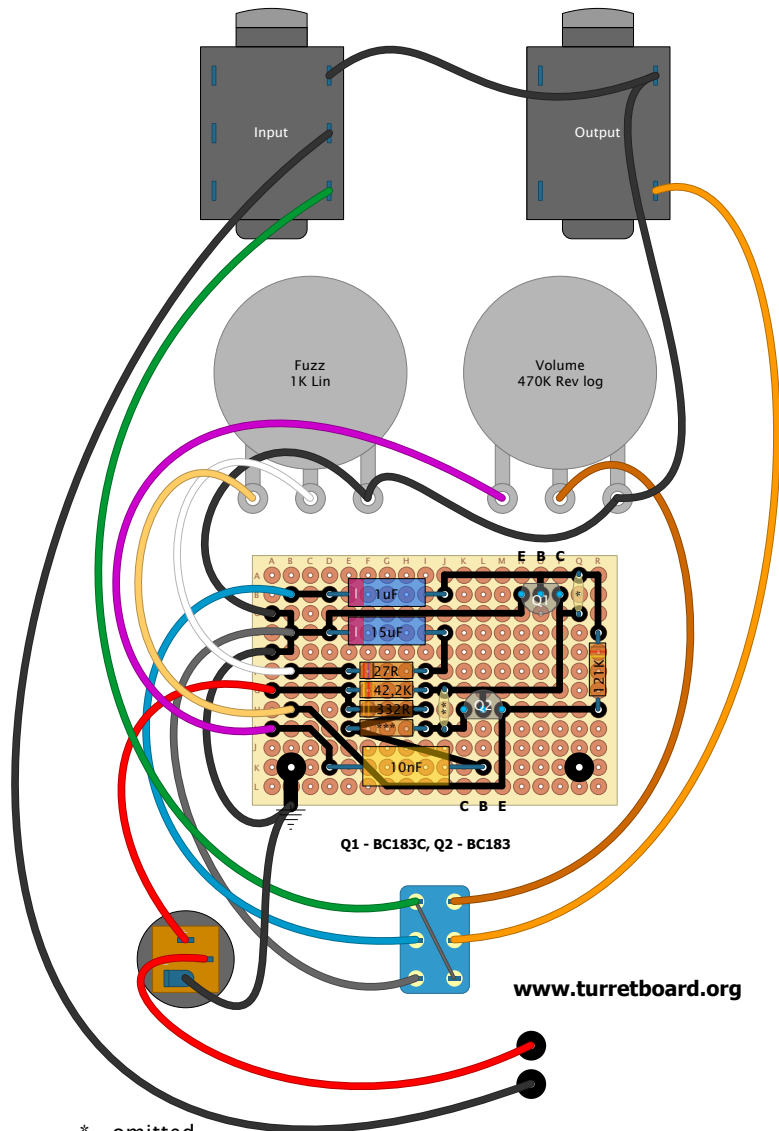 Input
Output
Fuzz
1K Lin
Volume
470K Rev log
E B C
A B C D E F G H I J K L M N O P Q R
A
B
1uF
Q1
*
15uF
27R
121K
42,2K
332R
**
Q2
***
J
K
10nF
L
C B E
Q1 - BC183C, Q2 - BC183
www.turretboard.org
* - omitted